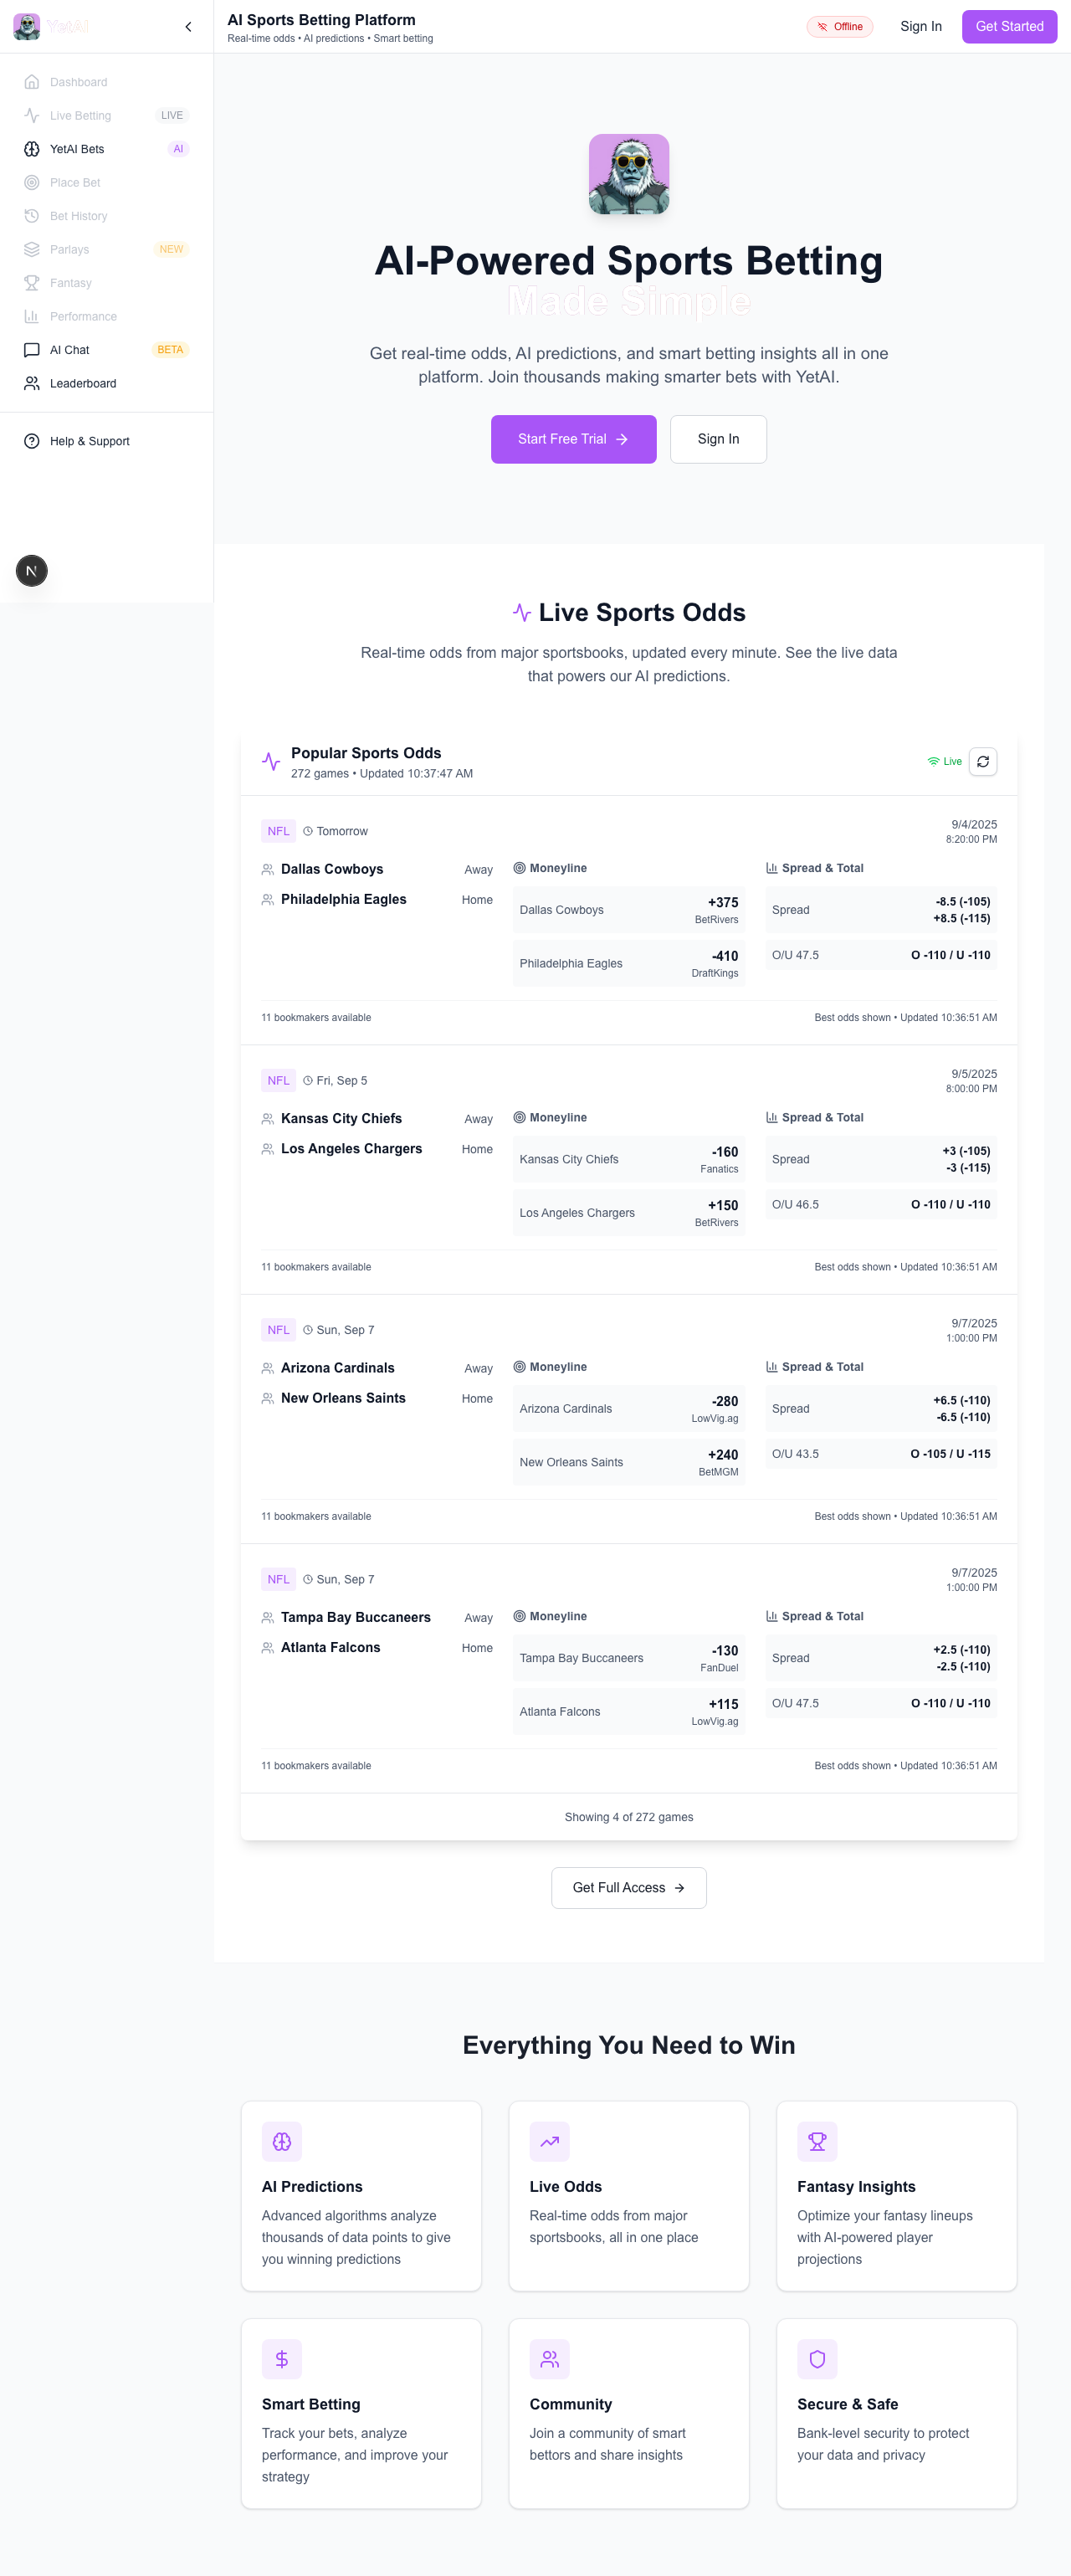 YetAI
AI Sports Betting Platform
Real-time odds • AI predictions • Smart betting
Offline
Sign In
Get Started
Dashboard
Live Betting
LIVE
YetAI Bets
AI
Place Bet
Bet History
Parlays
NEW
Fantasy
Performance
AI Chat
BETA
Leaderboard
Help & Support
N
AI-Powered Sports Betting
Made Simple
Get real-time odds, AI predictions, and smart betting insights all in one
platform. Join thousands making smarter bets with YetAI.
Start Free Trial
Sign In
Live Sports Odds
Real-time odds from major sportsbooks, updated every minute. See the live data
that powers our AI predictions.
Popular Sports Odds
272 games • Updated 10:37:47 AM
Live
NFL
Tomorrow
9/4/2025
8:20:00 PM
Dallas Cowboys
Away
Philadelphia Eagles
Home
Moneyline
Dallas Cowboys
+375
BetRivers
Philadelphia Eagles
-410
DraftKings
Spread & Total
Spread
-8.5 (-105)
+8.5 (-115)
O/U 47.5
O -110 / U -110
11 bookmakers available
Best odds shown • Updated 10:36:51 AM
NFL
Fri, Sep 5
9/5/2025
8:00:00 PM
Kansas City Chiefs
Away
Los Angeles Chargers
Home
Moneyline
Kansas City Chiefs
-160
Fanatics
Los Angeles Chargers
+150
BetRivers
Spread & Total
Spread
+3 (-105)
-3 (-115)
O/U 46.5
O -110 / U -110
11 bookmakers available
Best odds shown • Updated 10:36:51 AM
NFL
Sun, Sep 7
9/7/2025
1:00:00 PM
Arizona Cardinals
Away
New Orleans Saints
Home
Moneyline
Arizona Cardinals
-280
LowVig.ag
New Orleans Saints
+240
BetMGM
Spread & Total
Spread
+6.5 (-110)
-6.5 (-110)
O/U 43.5
O -105 / U -115
11 bookmakers available
Best odds shown • Updated 10:36:51 AM
NFL
Sun, Sep 7
9/7/2025
1:00:00 PM
Tampa Bay Buccaneers
Away
Atlanta Falcons
Home
Moneyline
Tampa Bay Buccaneers
-130
FanDuel
Atlanta Falcons
+115
LowVig.ag
Spread & Total
Spread
+2.5 (-110)
-2.5 (-110)
O/U 47.5
O -110 / U -110
11 bookmakers available
Best odds shown • Updated 10:36:51 AM
Showing 4 of 272 games
Get Full Access
Everything You Need to Win
AI Predictions
Advanced algorithms analyze
thousands of data points to give
you winning predictions
Live Odds
Real-time odds from major
sportsbooks, all in one place
Fantasy Insights
Optimize your fantasy lineups
with AI-powered player
projections
Smart Betting
Track your bets, analyze
performance, and improve your
strategy
Community
Join a community of smart
bettors and share insights
Secure & Safe
Bank-level security to protect
your data and privacy